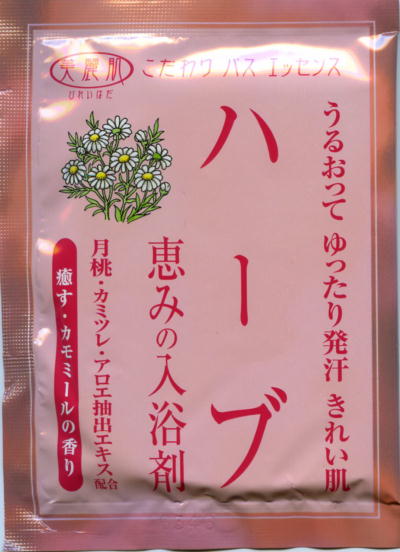 美麗肌
びれいはだ
こだわり バス エッセンス
うるおって ゆったり発汗 きれい肌
ハーブ
恵みの入浴剤
月桃・カミツレ・アロエ抽出エキス配合
癒す・カモミールの香り